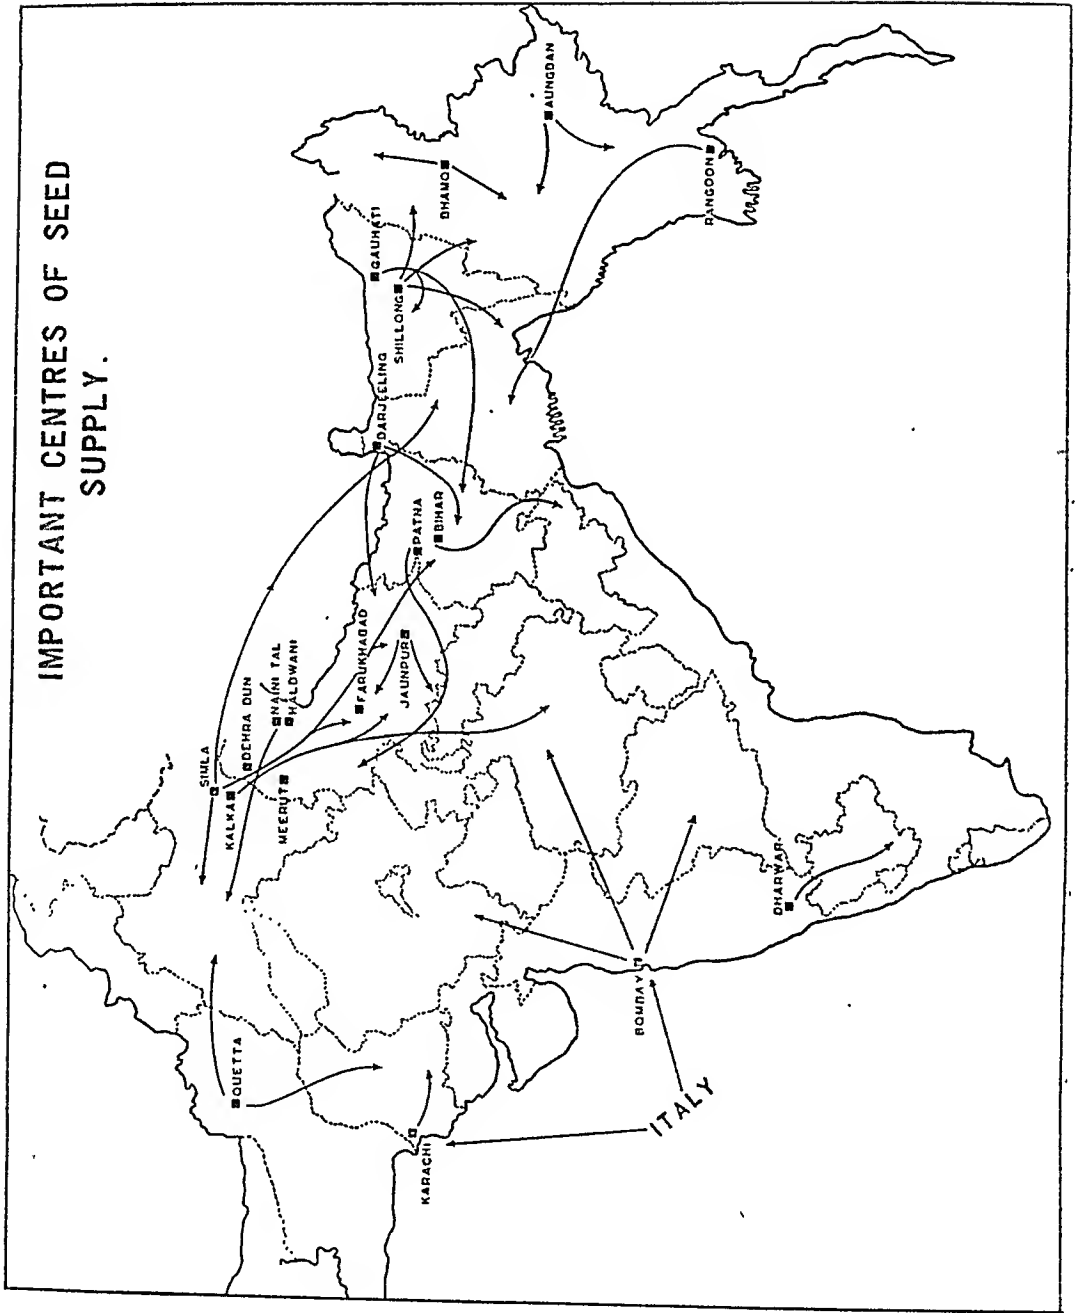 IMPORTANT CENTRES OF SEED
SUPPLY.
SIMLA
KALKA
DEHRA DUN
NAINI TAL
HALDWANI
MEERUT
QUETTA
FARUKHABAD
JAUNPUR
PATNA
BIHAR
DARJEELING
GAUHATI
SHILLONG
BHAMO
AUNGBAN
RANGOON
KARACHI
BOMBAY
DHARWAR
ITALY